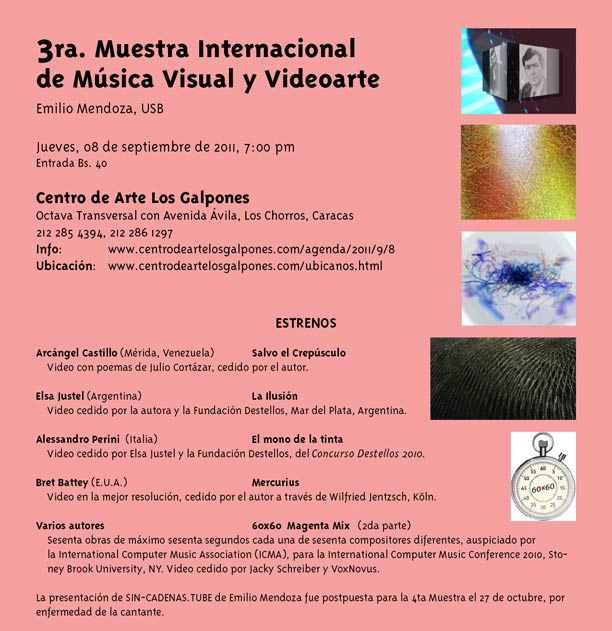 3ra. Muestra Internacional
de Música Visual y Videoarte
Emilio Mendoza, USB
Jueves, 08 de septiembre de 2011, 7:00 pm
Entrada Bs. 40
Centro de Arte Los Galpones
Octava Transversal con Avenida Ávila, Los Chorros, Caracas
212 285 4394, 212 286 1297
Info: www.centrodeartelosgalpones.com/agenda/2011/9/8
Ubicación: www.centrodeartelosgalpones.com/ubicanos.html
ESTRENOS
Arcángel Castillo (Mérida, Venezuela) Salvo el Crepúsculo
Video con poemas de Julio Cortázar, cedido por el autor.
Elsa Justel (Argentina) La Ilusión
Video cedido por la autora y la Fundación Destellos, Mar del Plata, Argentina.
Alessandro Perini (Italia) El mono de la tinta
Video cedido por Elsa Justel y la Fundación Destellos, del Concurso Destellos 2010.
Bret Battey (E.U.A.) Mercurius
Video en la mejor resolución, cedido por el autor a través de Wilfried Jentzsch, Köln.
Varios autores 60x60 Magenta Mix (2da parte)
Sesenta obras de máximo sesenta segundos cada una de sesenta compositores diferentes, auspiciado por
la International Computer Music Association (ICMA), para la International Computer Music Conference 2010, Sto-
ney Brook University, NY. Video cedido por Jacky Schreiber y VoxNovus.
60x60
La presentación de SIN-CADENAS.TUBE de Emilio Mendoza fue postpuesta para la 4ta Muestra el 27 de octubre, por
enfermedad de la cantante.